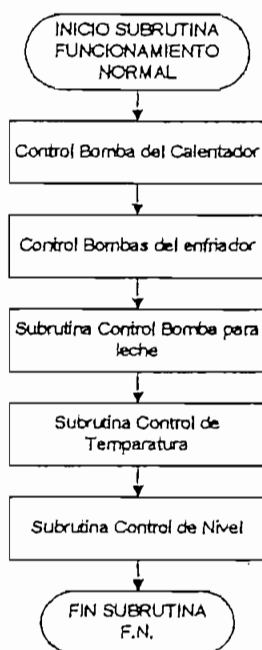 INICIO SUBRUTINA
FUNCIONAMIENTO
NORMAL
Control Bomba del Calentador
Control Bombas del enfriador
Subrutina Control Bomba para
leche
Subrutina Control de
Temparatura
Subrutina Control de Nivel
FIN SUBRUTINA
F.N.